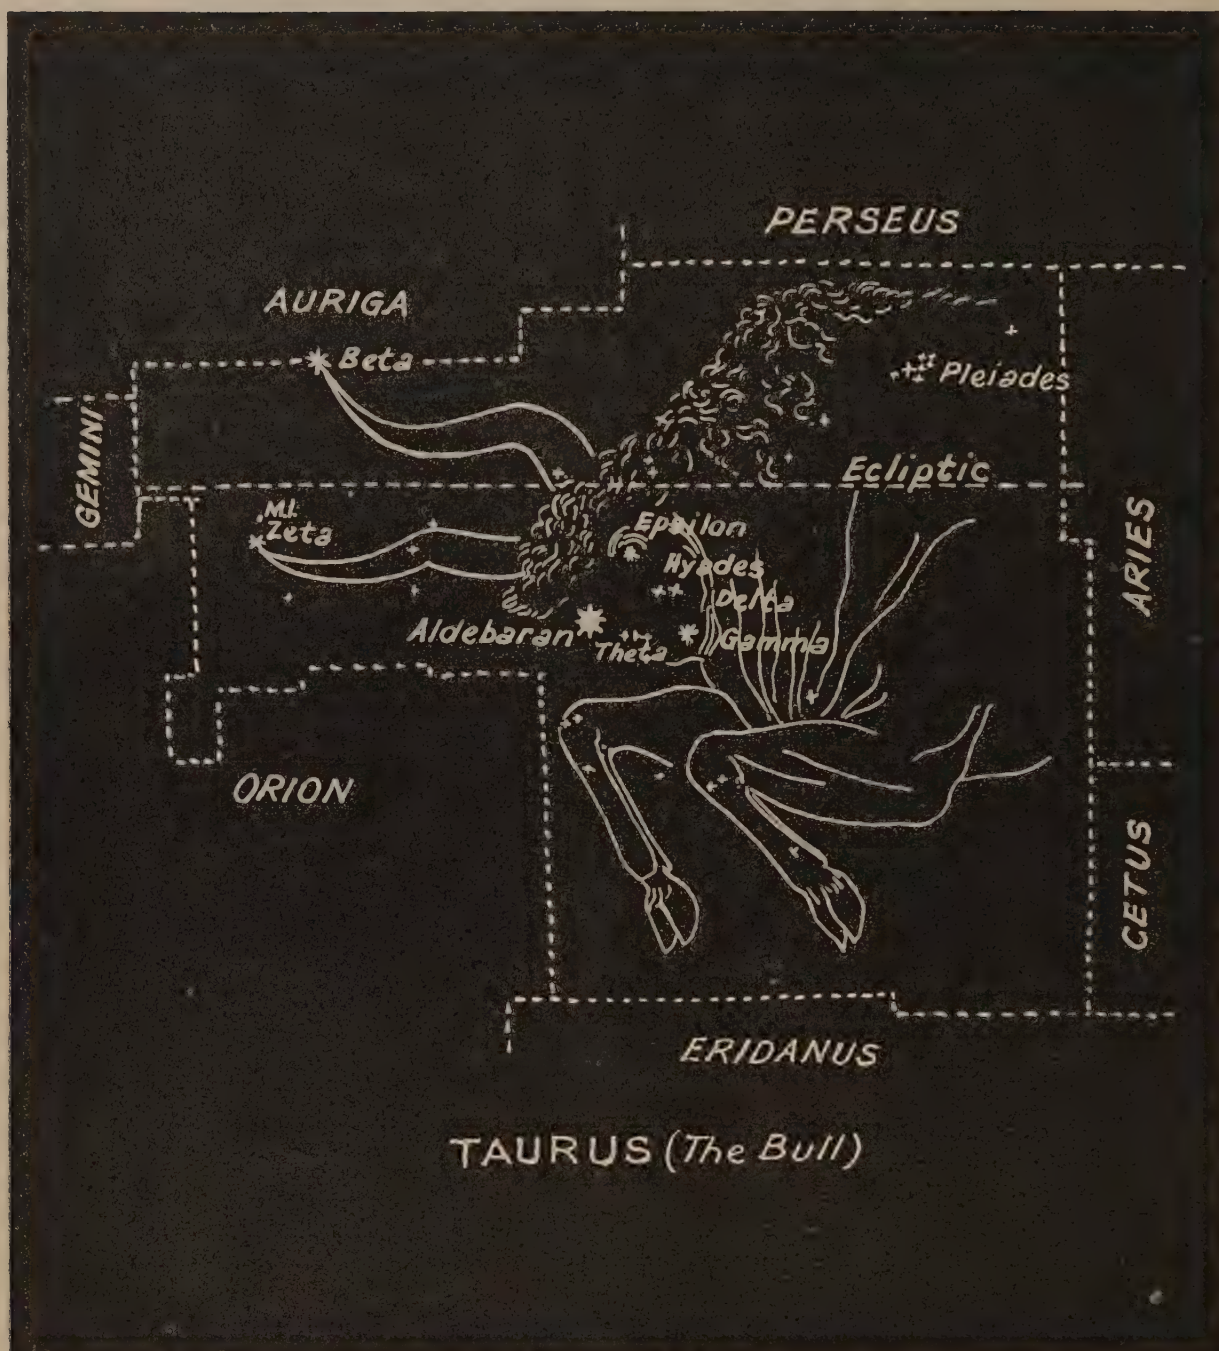 PERSEUS
AURIGA
Beta
Pleiades
GEMINI
Ecliptic
M.I.
Zeta
Epsilon
Hyades
ARIES
Delta
Aldebaran
Theta
Gamma
ORION
CETUS
ERIDANUS
TAURUS (The Bull)